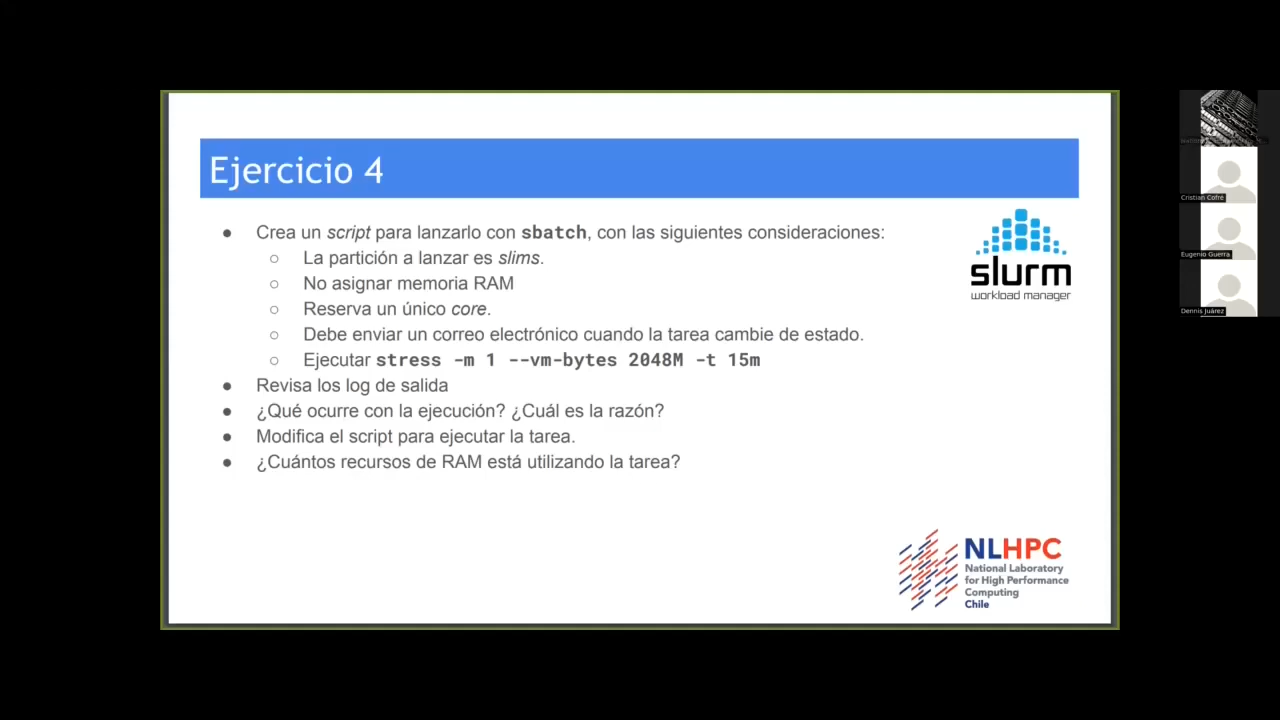 Ejercicio 4
● Crea un script para lanzarlo con sbatch, con las siguientes consideraciones:
○ La partición a lanzar es slims.
○ No asignar memoria RAM
○ Reserva un único core.
○ Debe enviar un correo electrónico cuando la tarea cambie de estado.
○ Ejecutar stress -m 1 --vm-bytes 2048M -t 15m
● Revisa los log de salida
● ¿Qué ocurre con la ejecución? ¿Cuál es la razón?
● Modifica el script para ejecutar la tarea.
● ¿Cuántos recursos de RAM está utilizando la tarea?
slurm
workload manager
NLHPC
National Laboratory
for High Performance
Computing
Chile
Cristian Cofré
Eugenio Guerra
Dennis Juárez